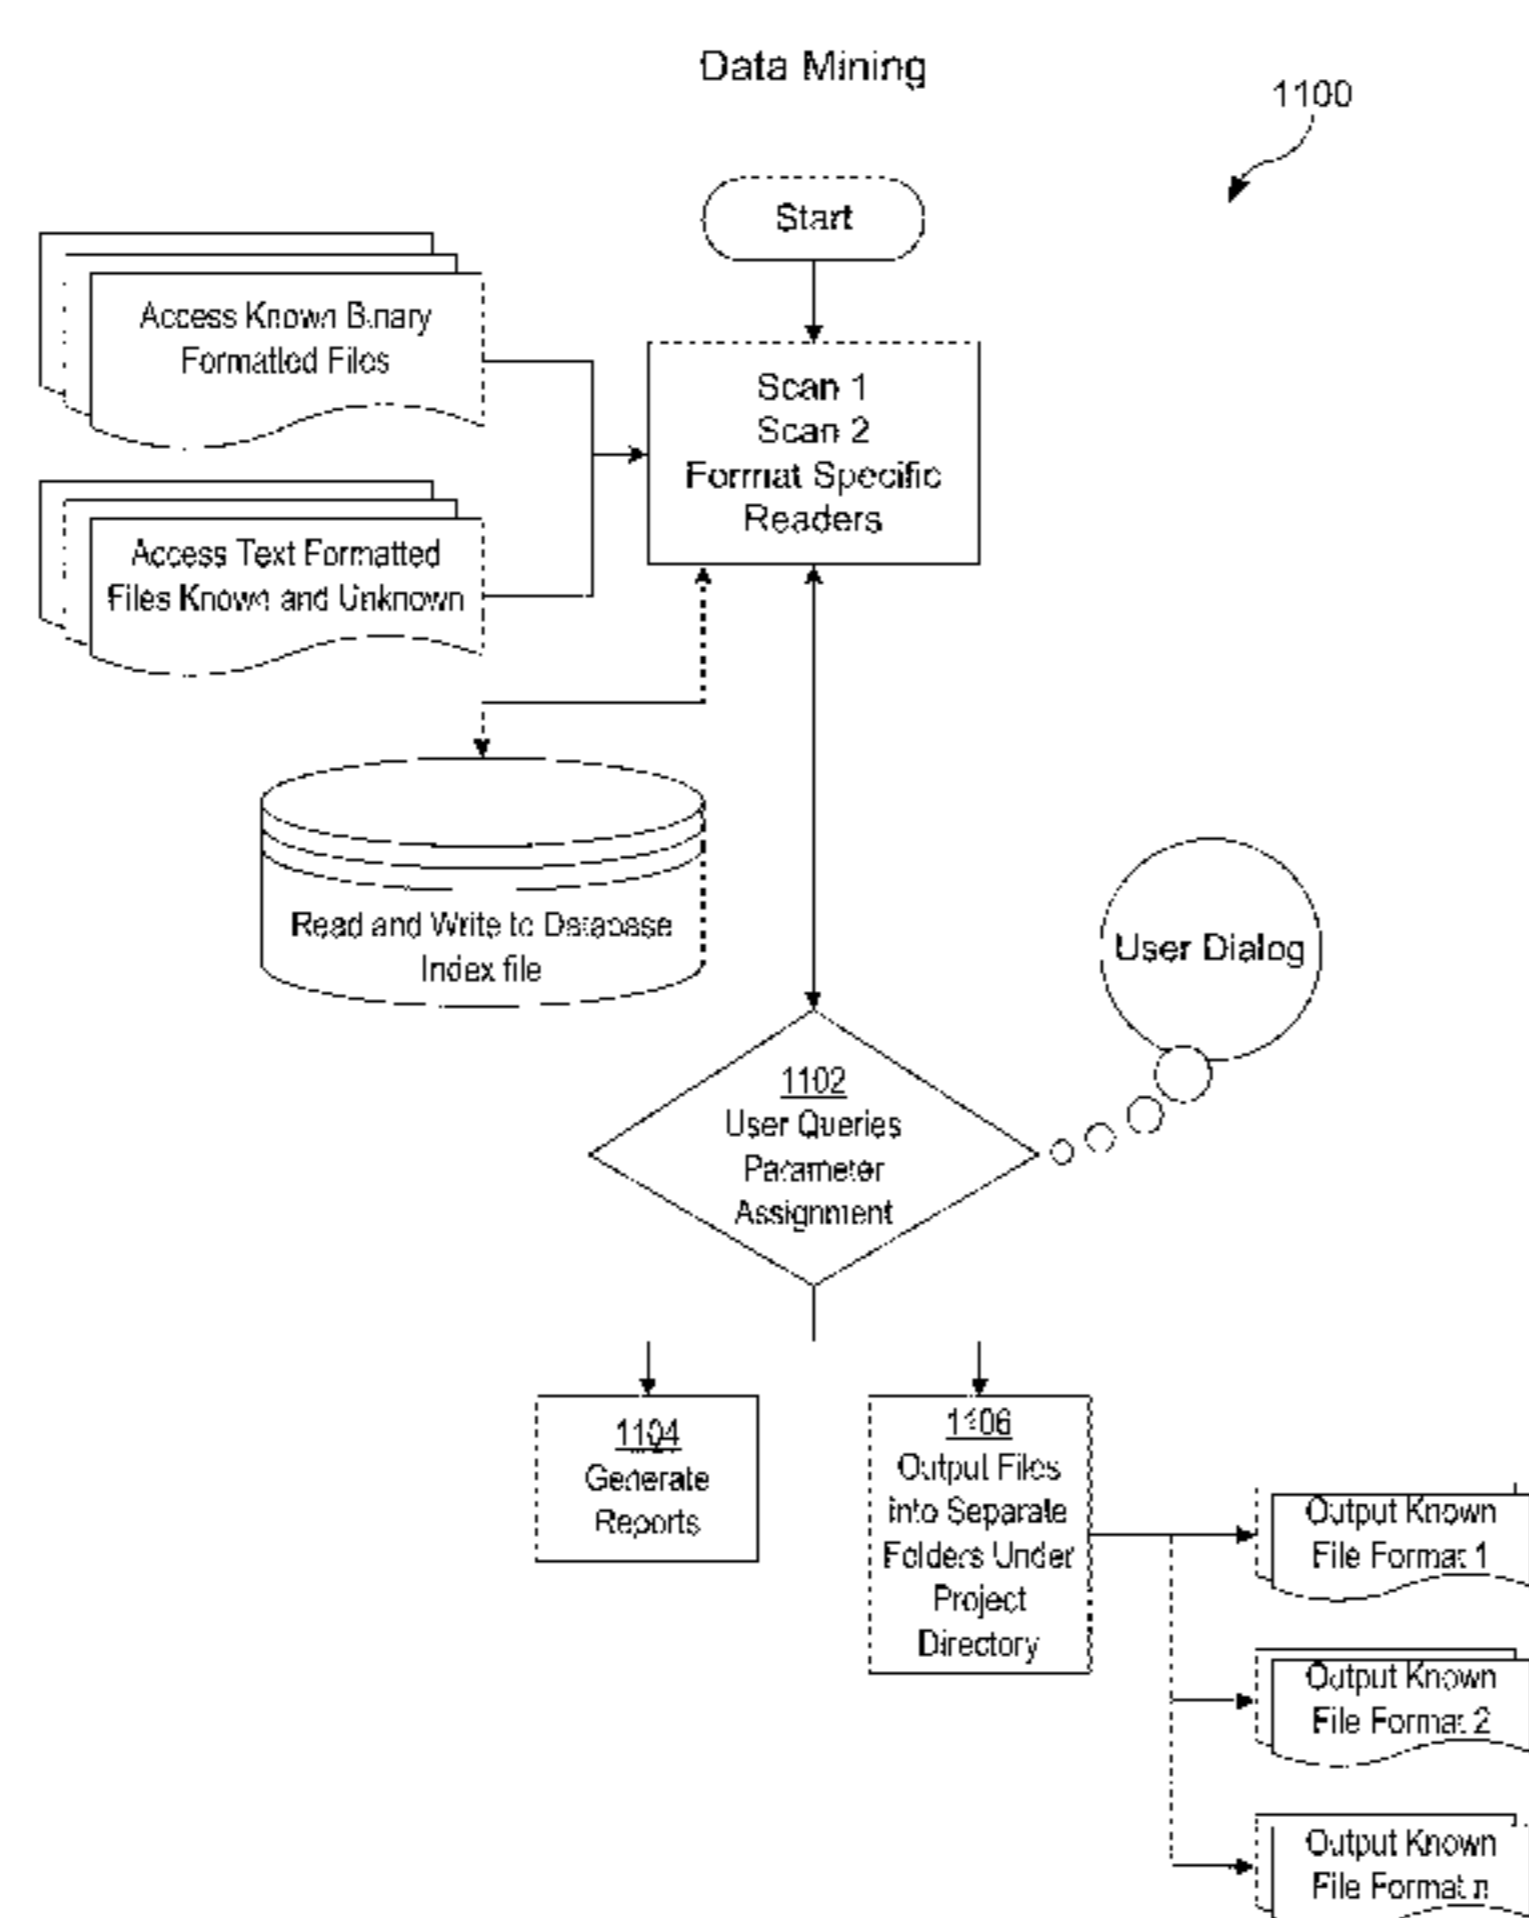 Data Mining
1100
Start
Access Known Binary
Formatted Files
Scan 1
Scan 2
Format Specific
Readers
Access Text Formatted
Files Known and Unknown
Read and Write to Database
Index file
User Dialog
1102
User Queries
Parameter
Assignment
1104
Generate
Reports
1106
Output Files
into Separate
Folders Under
Project
Directory
Output Known
File Format 1
Output Known
File Format 2
Output Known
File Format n